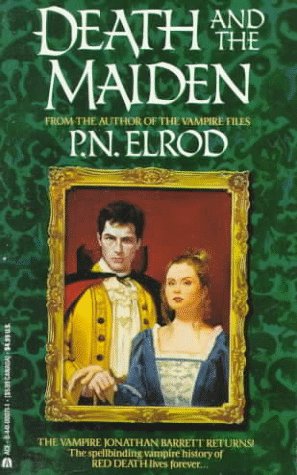 DEATH AND THE
MAIDEN
FROM THE AUTHOR OF THE VAMPIRE FILES
P.N. ELROD
THE VAMPIRE JONATHAN BARRETT RETURNS!
The spellbinding vampire history of
RED DEATH lives forever...